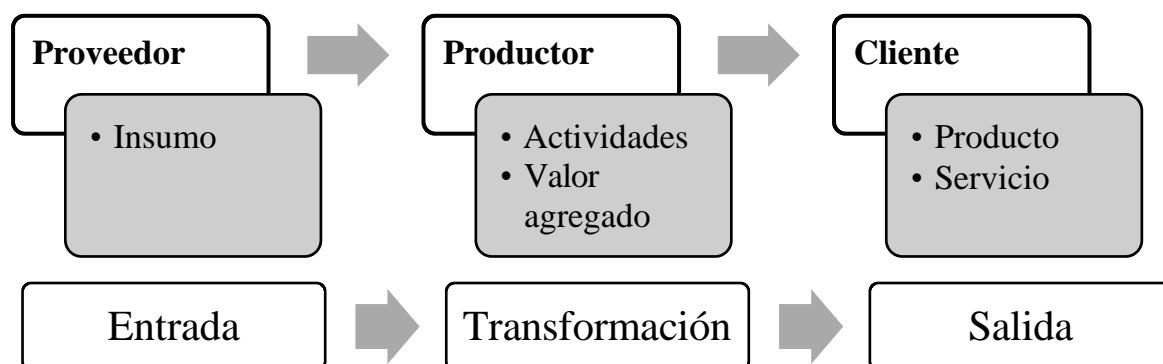 Proveedor
• Insumo
Productor
• Actividades
• Valor
agregado
Cliente
• Producto
• Servicio
Entrada
Transformación
Salida